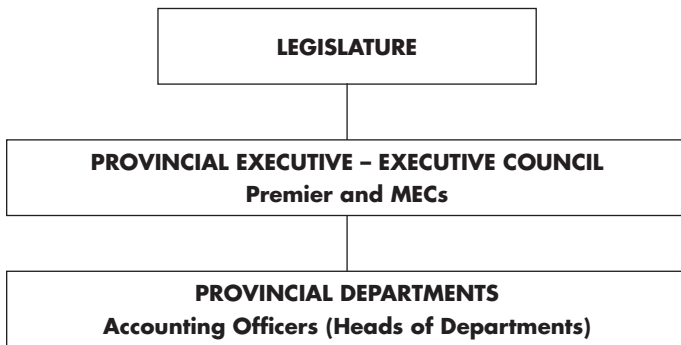 LEGISLATURE
PROVINCIAL EXECUTIVE – EXECUTIVE COUNCIL
Premier and MECs
PROVINCIAL DEPARTMENTS
Accounting Officers (Heads of Departments)